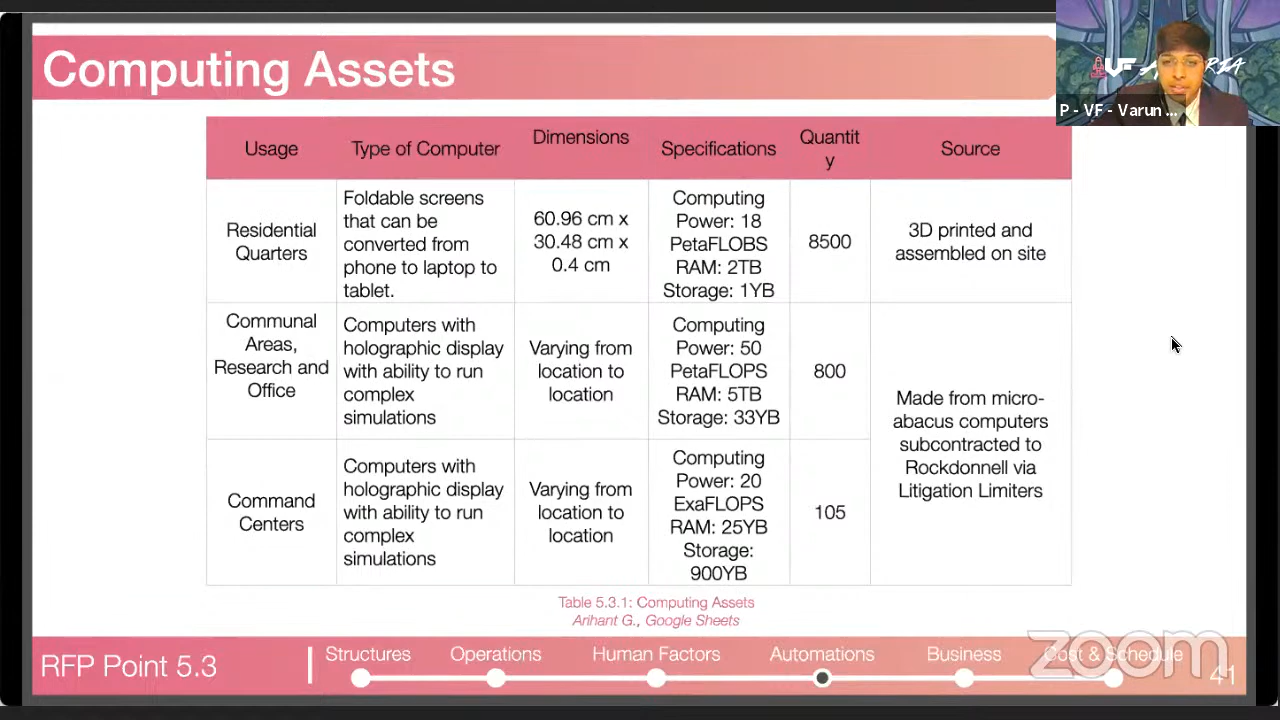 Computing Assets
P - VF - Varun ...
Usage
Type of Computer
Dimensions
Specifications
Quantit
y
Source
Residential
Quarters
Foldable screens
that can be
converted from
phone to laptop to
tablet.
60.96 cm x
30.48 cm x
0.4 cm
Computing
Power: 18
PetaFLOBS
RAM: 2TB
Storage: 1YB
8500
3D printed and
assembled on site
Communal
Areas,
Research and
Office
Computers with
holographic display
with ability to run
complex
simulations
Varying from
location to
location
Computing
Power: 50
PetaFLOPS
RAM: 5TB
Storage: 33YB
800
Made from micro-
abacus computers
subcontracted to
Rockdonnell via
Litigation Limiters
Command
Centers
Computers with
holographic display
with ability to run
complex
simulations
Varying from
location to
location
Computing
Power: 20
ExaFLOPS
RAM: 25YB
Storage:
900YB
105
Table 5.3.1: Computing Assets
Arihant G., Google Sheets
RFP Point 5.3
Structures
Operations
Human Factors
Automations
Business
Cost & Schedule
zoom
41